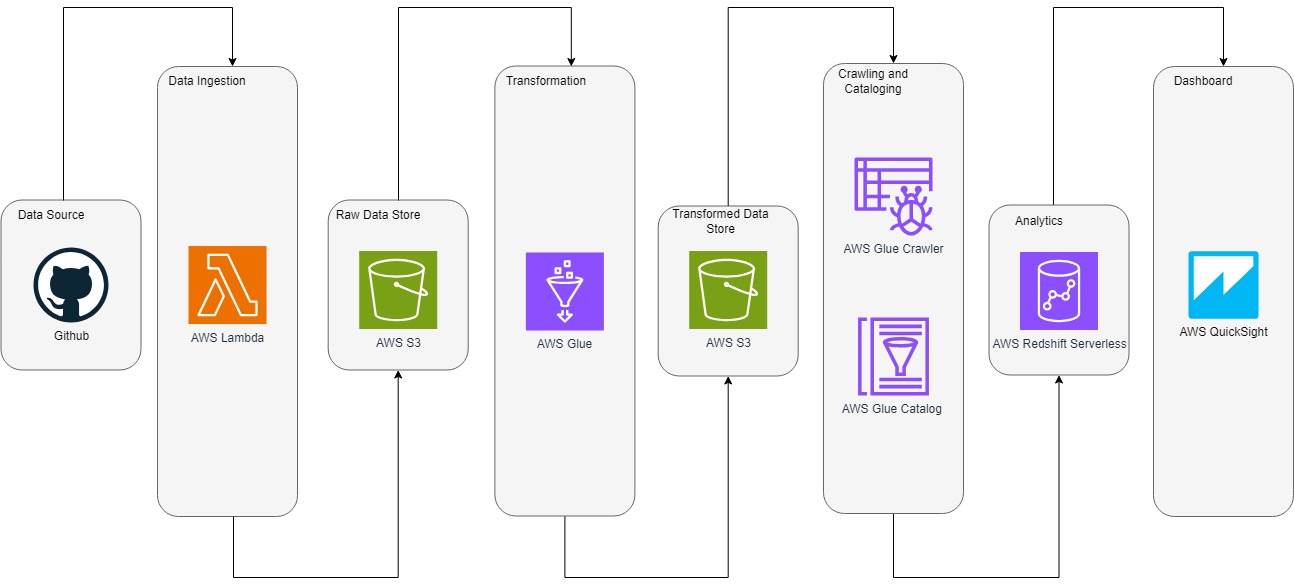 Data Source
Github
Data Ingestion
AWS Lambda
Raw Data Store
AWS S3
Transformation
AWS Glue
Transformed Data
Store
AWS S3
Crawling and
Cataloging
AWS Glue Crawler
AWS Glue Catalog
Analytics
AWS Redshift Serverless
Dashboard
AWS QuickSight